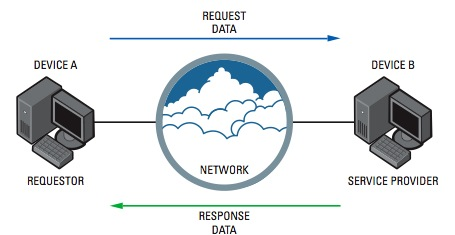 REQUEST
DATA
DEVICE A
DEVICE B
NETWORK
REQUESTOR
SERVICE PROVIDER
RESPONSE
DATA